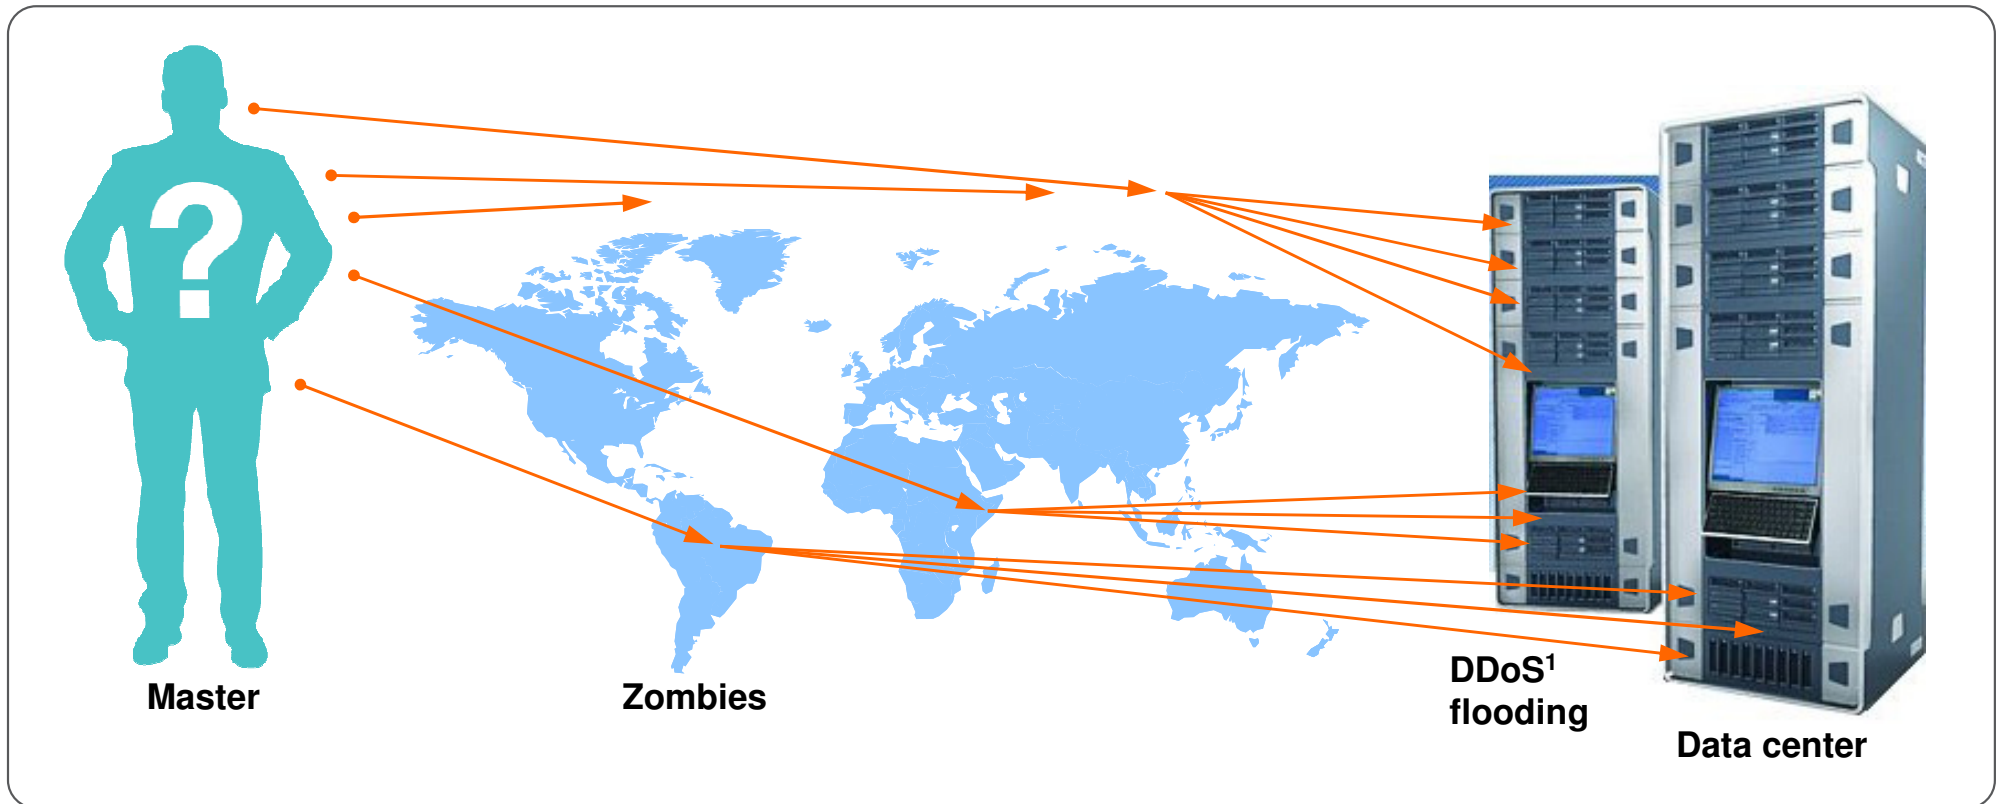 ?
Master
Zombies
DDoS¹
flooding
Data center